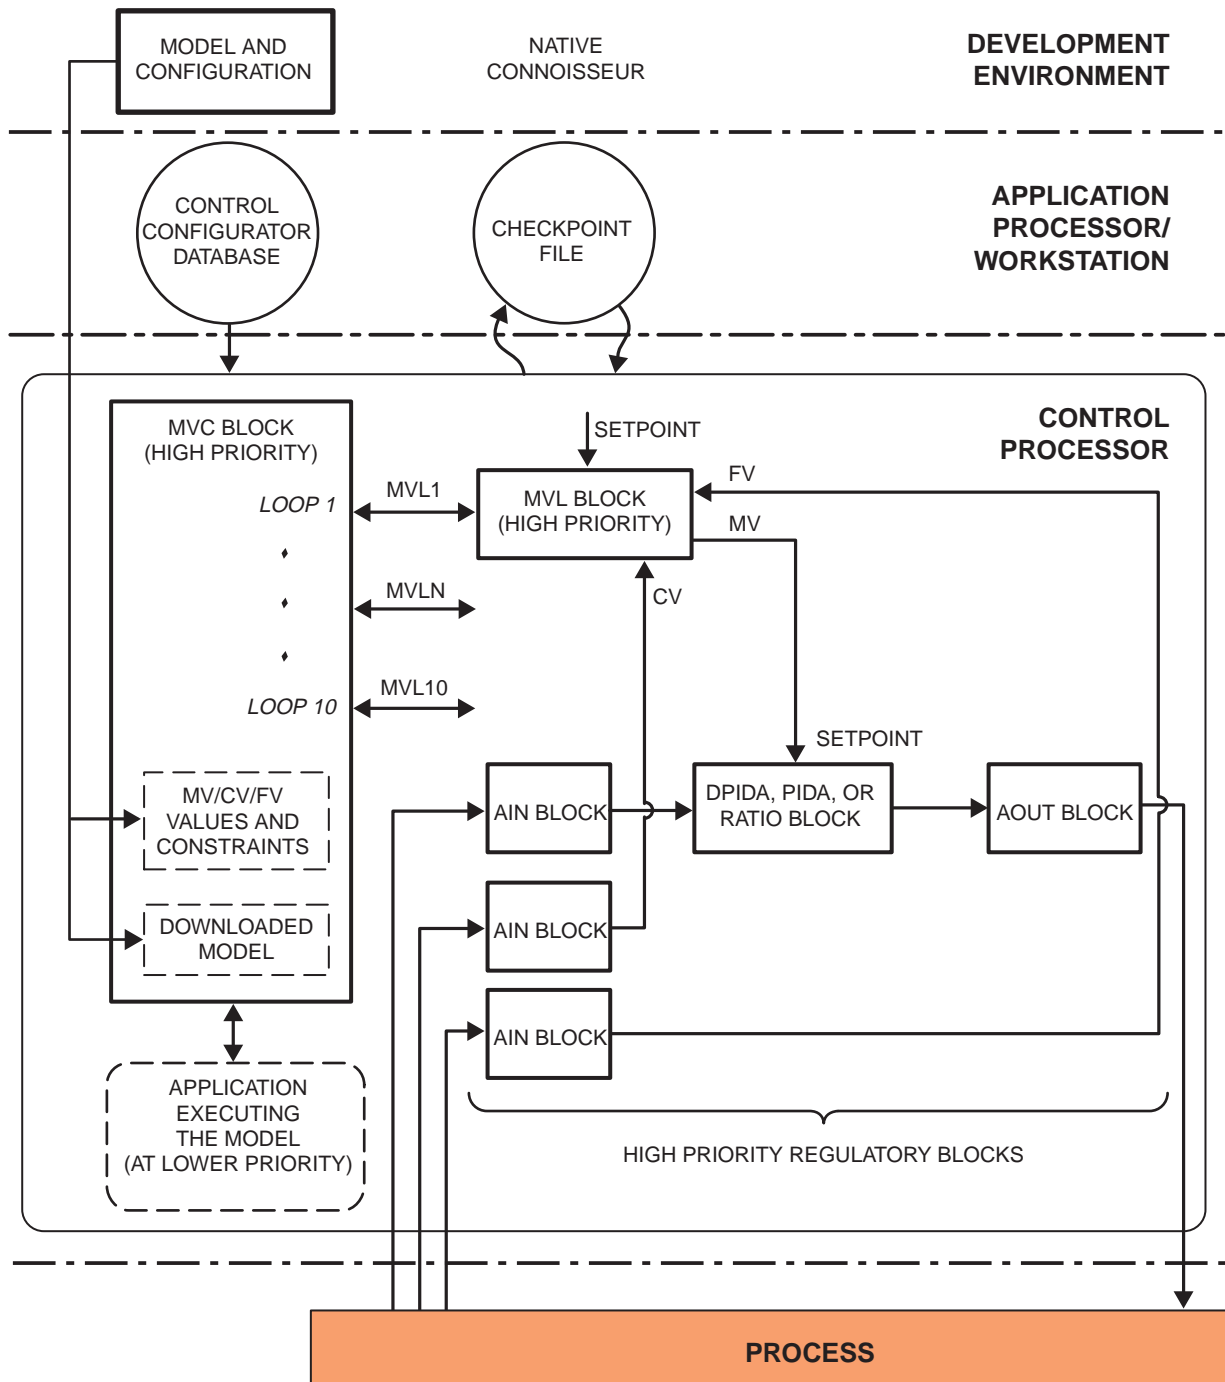 MODEL AND
CONFIGURATION
NATIVE
CONNOISSEUR
DEVELOPMENT
ENVIRONMENT
CONTROL
CONFIGURATOR
DATABASE
CHECKPOINT
FILE
APPLICATION
PROCESSOR/
WORKSTATION
CONTROL
PROCESSOR
MVC BLOCK
(HIGH PRIORITY)
LOOP 1
LOOP 10
MVL1
MVLN
MVL10
SETPOINT
MVL BLOCK
(HIGH PRIORITY)
FV
MV
CV
SETPOINT
MV/CV/FV
VALUES AND
CONSTRAINTS
AIN BLOCK
DPIDA, PIDA, OR
RATIO BLOCK
AOUT BLOCK
DOWNLOADED
MODEL
AIN BLOCK
AIN BLOCK
APPLICATION
EXECUTING
THE MODEL
(AT LOWER PRIORITY)
HIGH PRIORITY REGULATORY BLOCKS
PROCESS